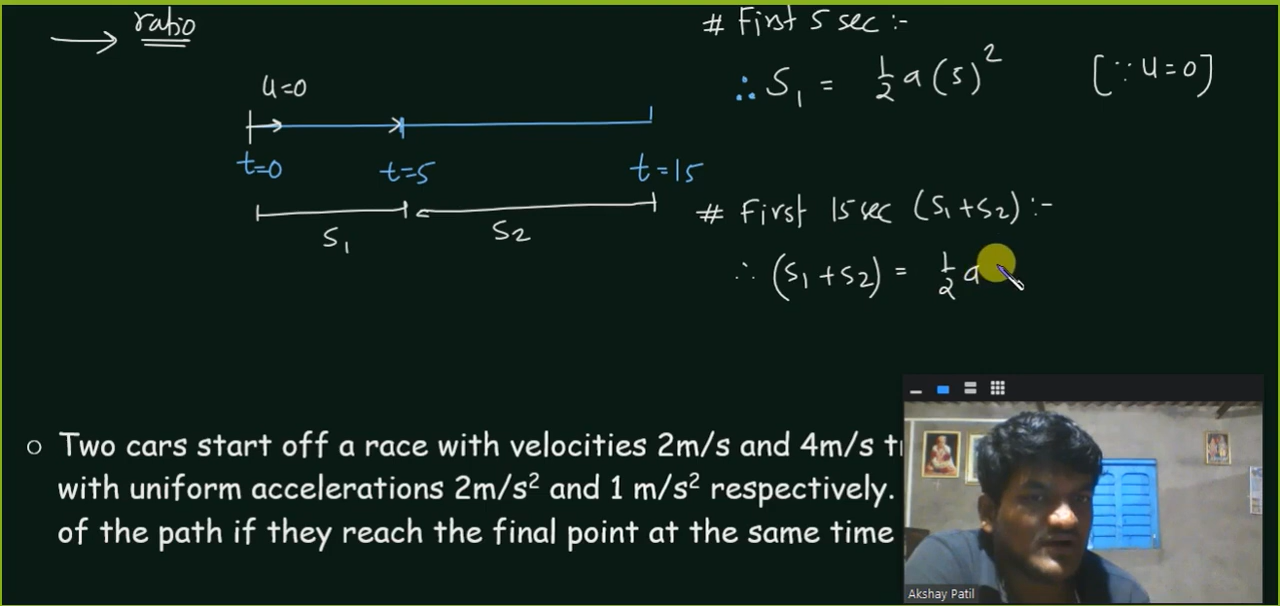 → ratio
# First 5 sec :-
∴ S₁ = 1/2 a (5)² [∵ u=0]
u=0
t=0 t=5 t=15
S₁ S₂
# First 15 sec (S₁+S₂) :-
∴ (S₁+S₂) = 1/2 a
○ Two cars start off a race with velocities 2m/s and 4m/s
with uniform accelerations 2m/s² and 1 m/s² respectively.
of the path if they reach the final point at the same time
Akshay Patil